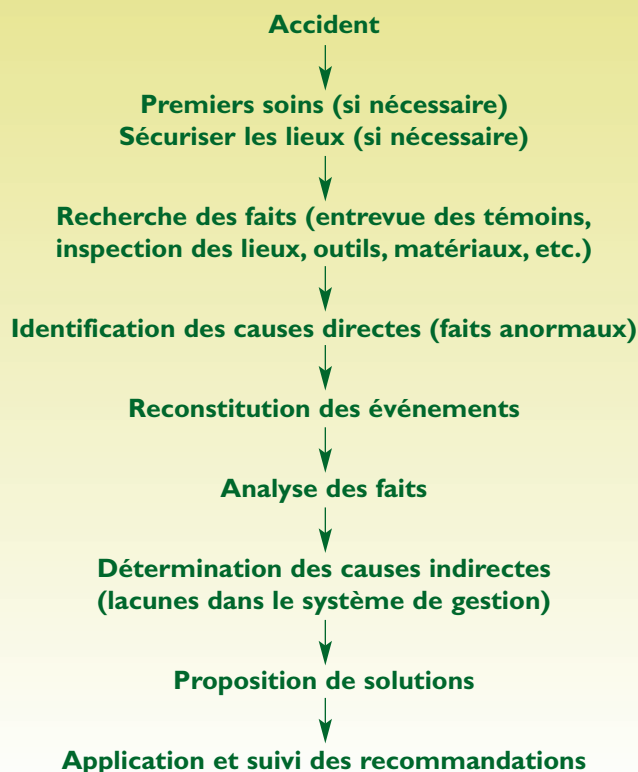 Accident
Premiers soins (si nécessaire)
Sécuriser les lieux (si nécessaire)
Recherche des faits (entrevue des témoins,
inspection des lieux, outils, matériaux, etc.)
Identification des causes directes (faits anormaux)
Reconstitution des événements
Analyse des faits
Détermination des causes indirectes
(lacunes dans le système de gestion)
Proposition de solutions
Application et suivi des recommandations